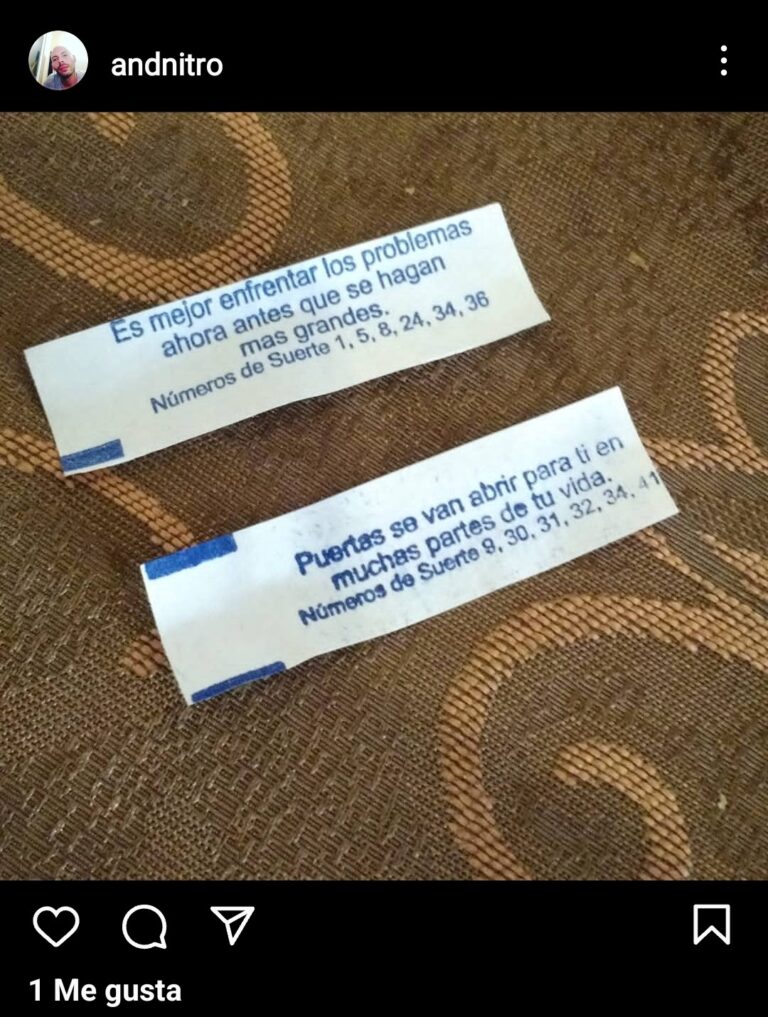 andnitro
Es mejor enfrentar los problemas
ahora antes que se hagan
mas grandes.
Números de Suerte 1, 5, 8, 24, 34, 36
Puertas se van abrir para ti en
muchas partes de tu vida.
Números de Suerte 9, 30, 31, 32, 34, 41
1 Me gusta